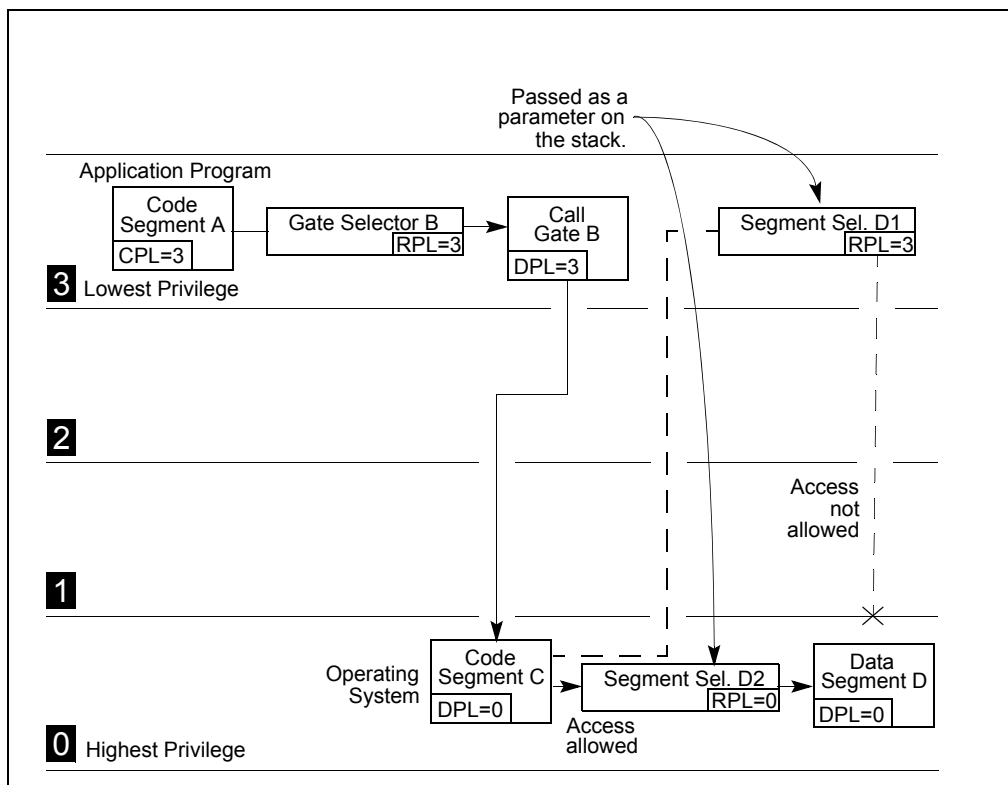 Passed as a
parameter on
the stack.
Application Program
Code
Segment A
CPL=3
Gate Selector B
RPL=3
Call
Gate B
DPL=3
Segment Sel. D1
RPL=3
3
Lowest Privilege
2
Access
not
allowed
1
Operating
System
Code
Segment C
DPL=0
Access
allowed
Segment Sel. D2
RPL=0
Data
Segment D
DPL=0
0
Highest Privilege